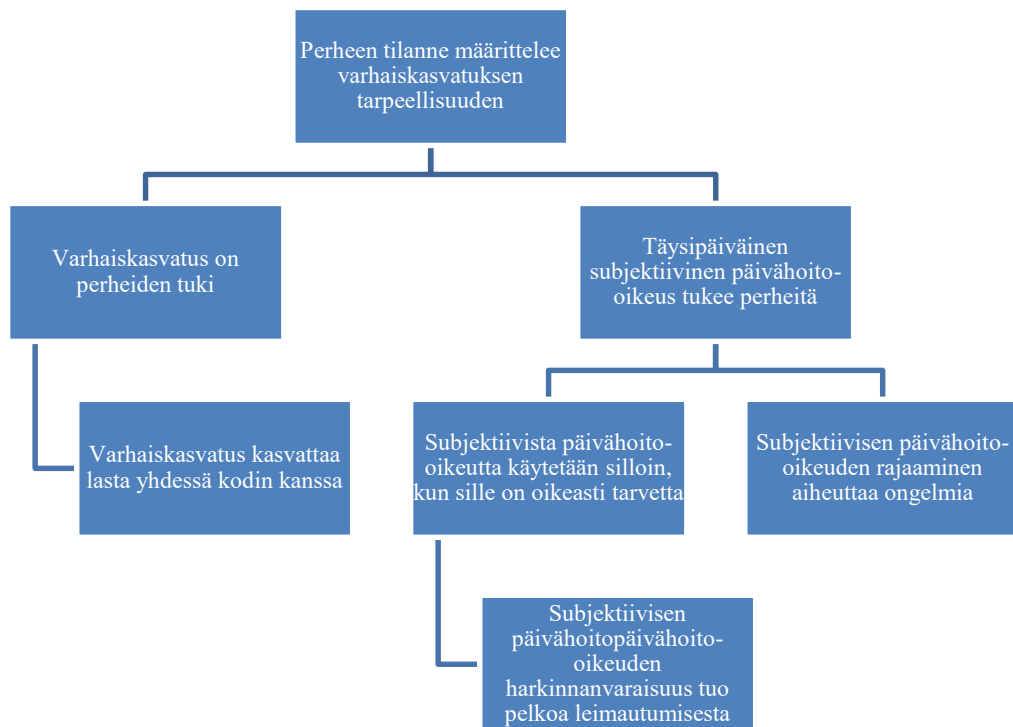 Perheen tilanne määrittelee
varhaiskasvatuksen
tarpeellisuuden
Varhaiskasvatus on
perheiden tuki
Täysipäiväinen
subjektiivinen päivähoito-
oikeus tukee perheitä
Varhaiskasvatus kasvattaa
lasta yhdessä kodin kanssa
Subjektiivista päivähoito-
oikeutta käytetään silloin,
kun sille on oikeasti tarvetta
Subjektiivisen päivähoito-
oikeuden rajaaminen
aiheuttaa ongelmia
Subjektiivisen
päivähoitopäivähoito-
oikeuden
harkinnanvaraisuus tuo
pelkoa leimautumisesta